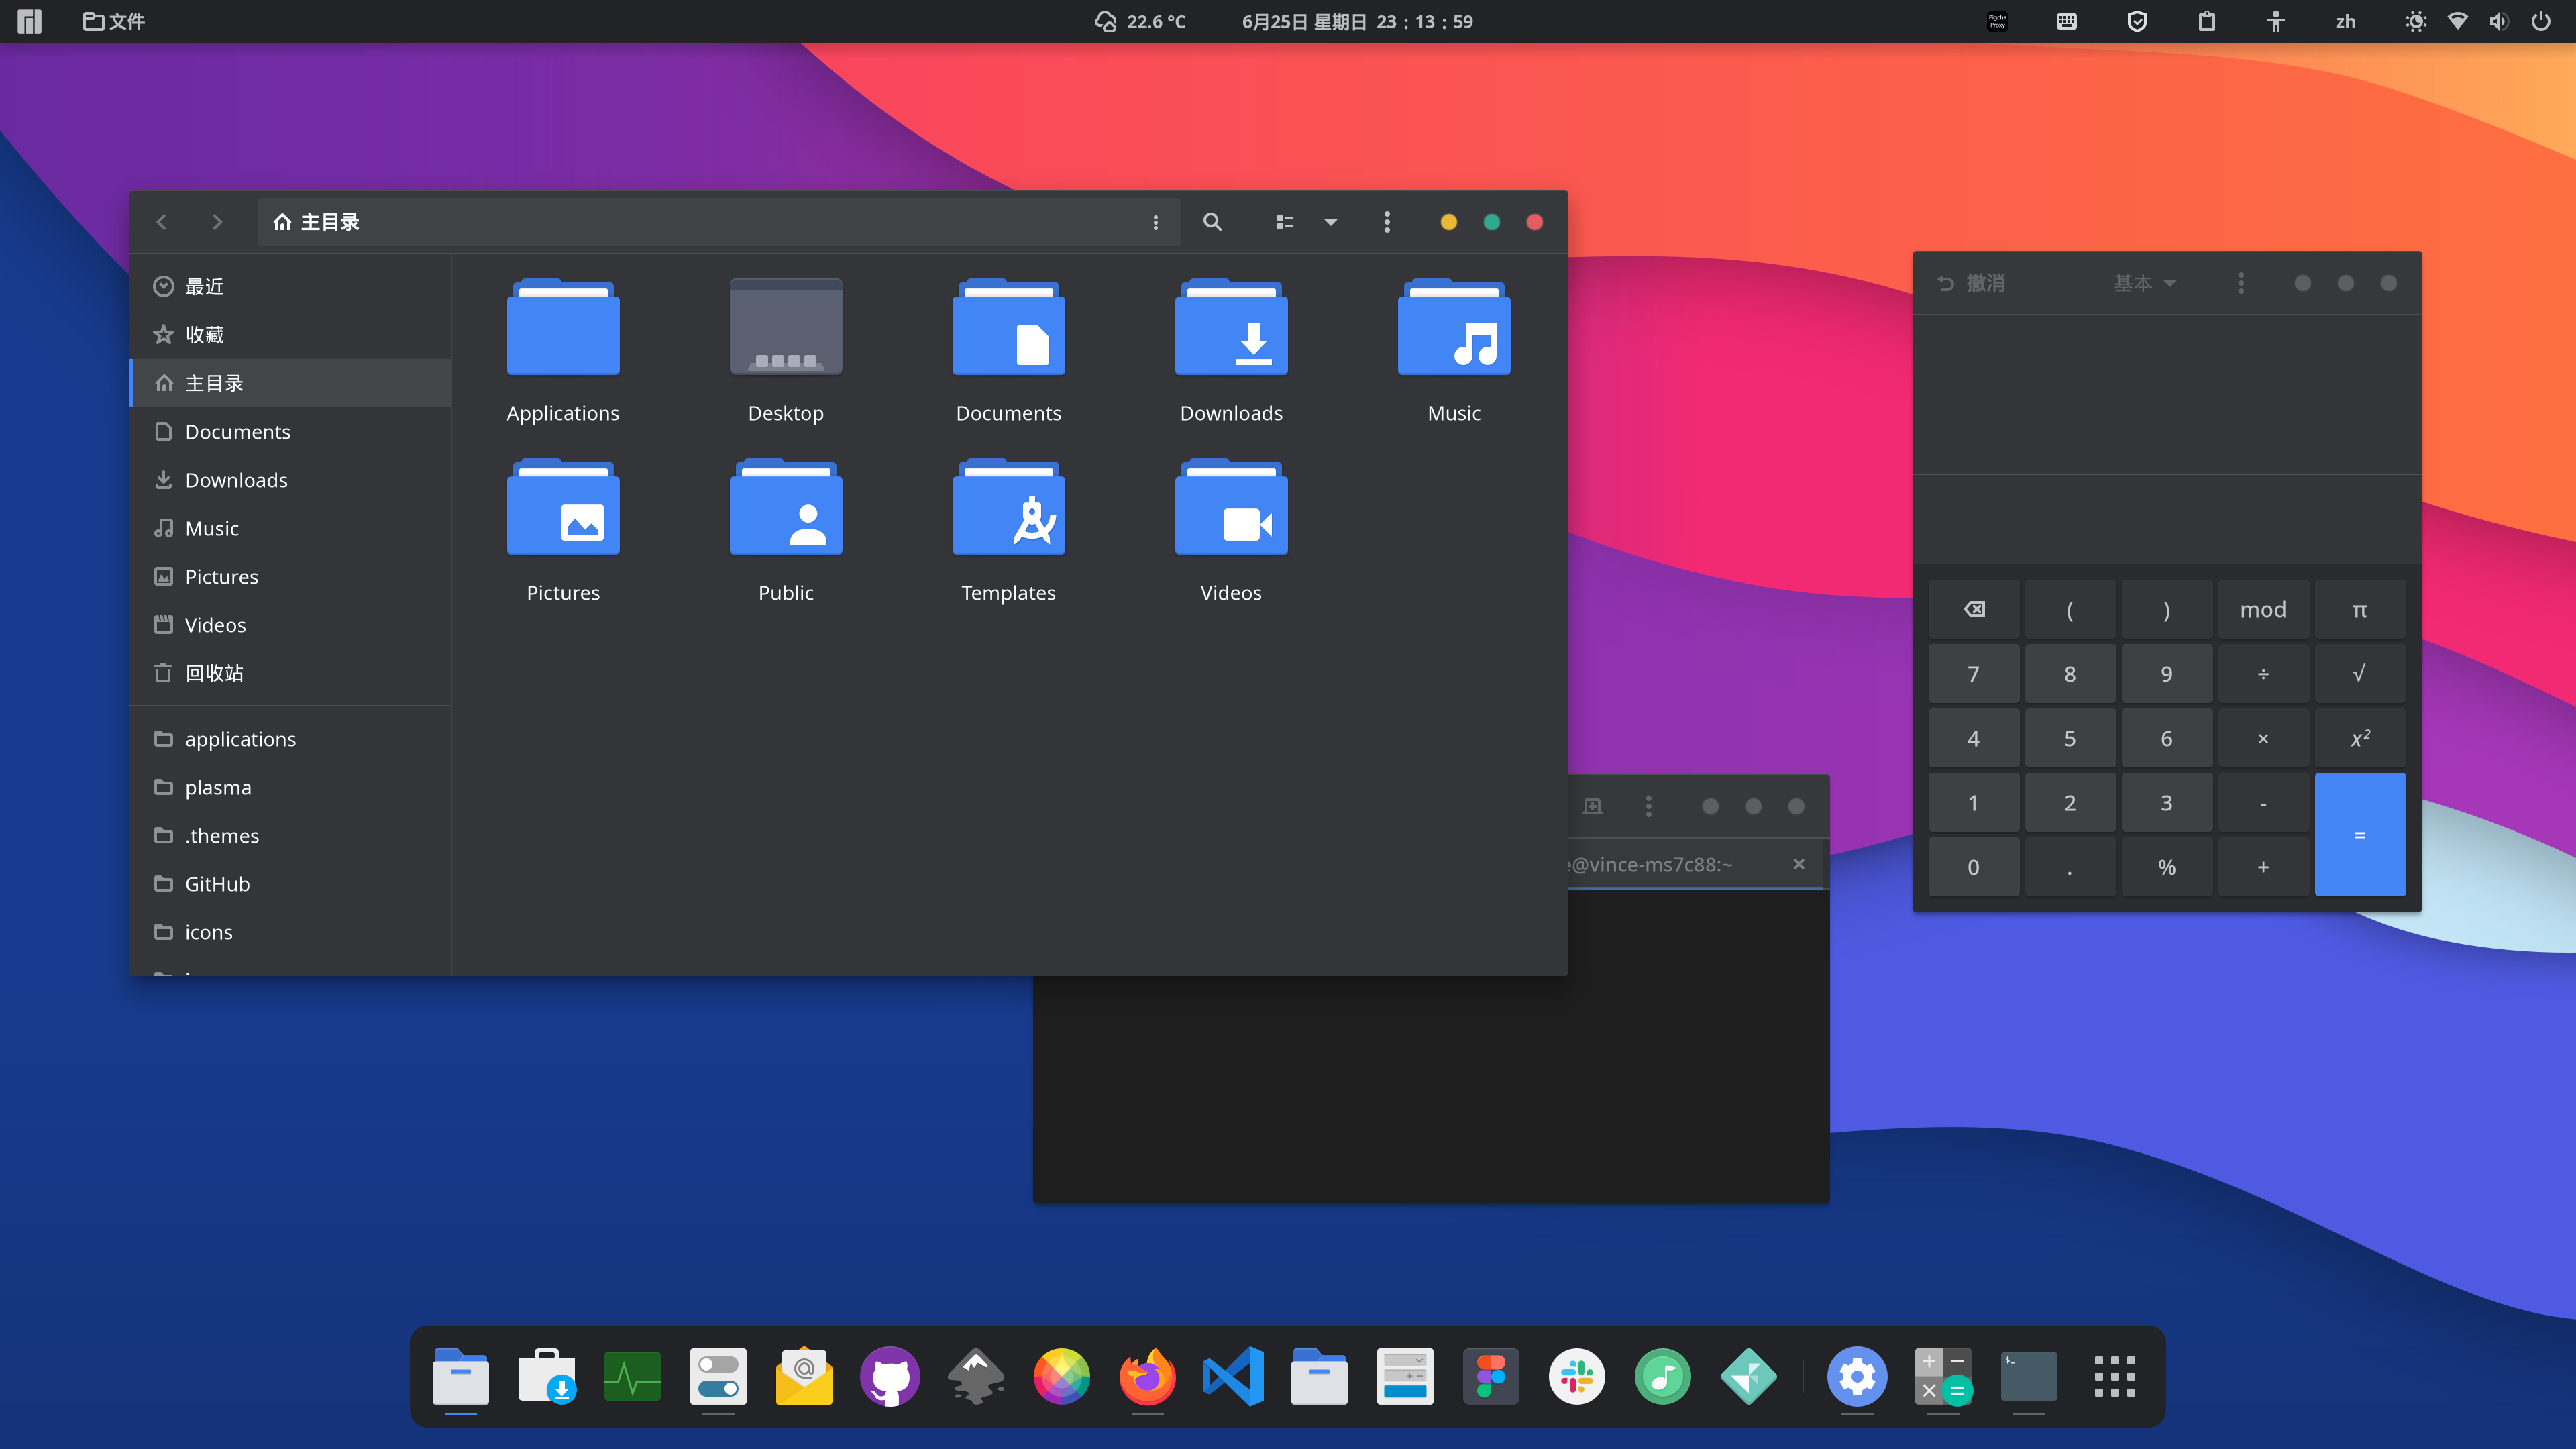 文件
22.6 °C
6月25日 星期日 23：13：59
Pigcha
Proxy
zh
主目录
最近
收藏
主目录
Documents
Downloads
Music
Pictures
Videos
回收站
applications
plasma
.themes
GitHub
icons
Applications
Desktop
Documents
Downloads
Music
Pictures
Public
Templates
Videos
@vince-ms7c88:~
撤消
基本
( ) mod π
7 8 9 ÷ √
4 5 6 × x²
1 2 3 - =
0 . % +